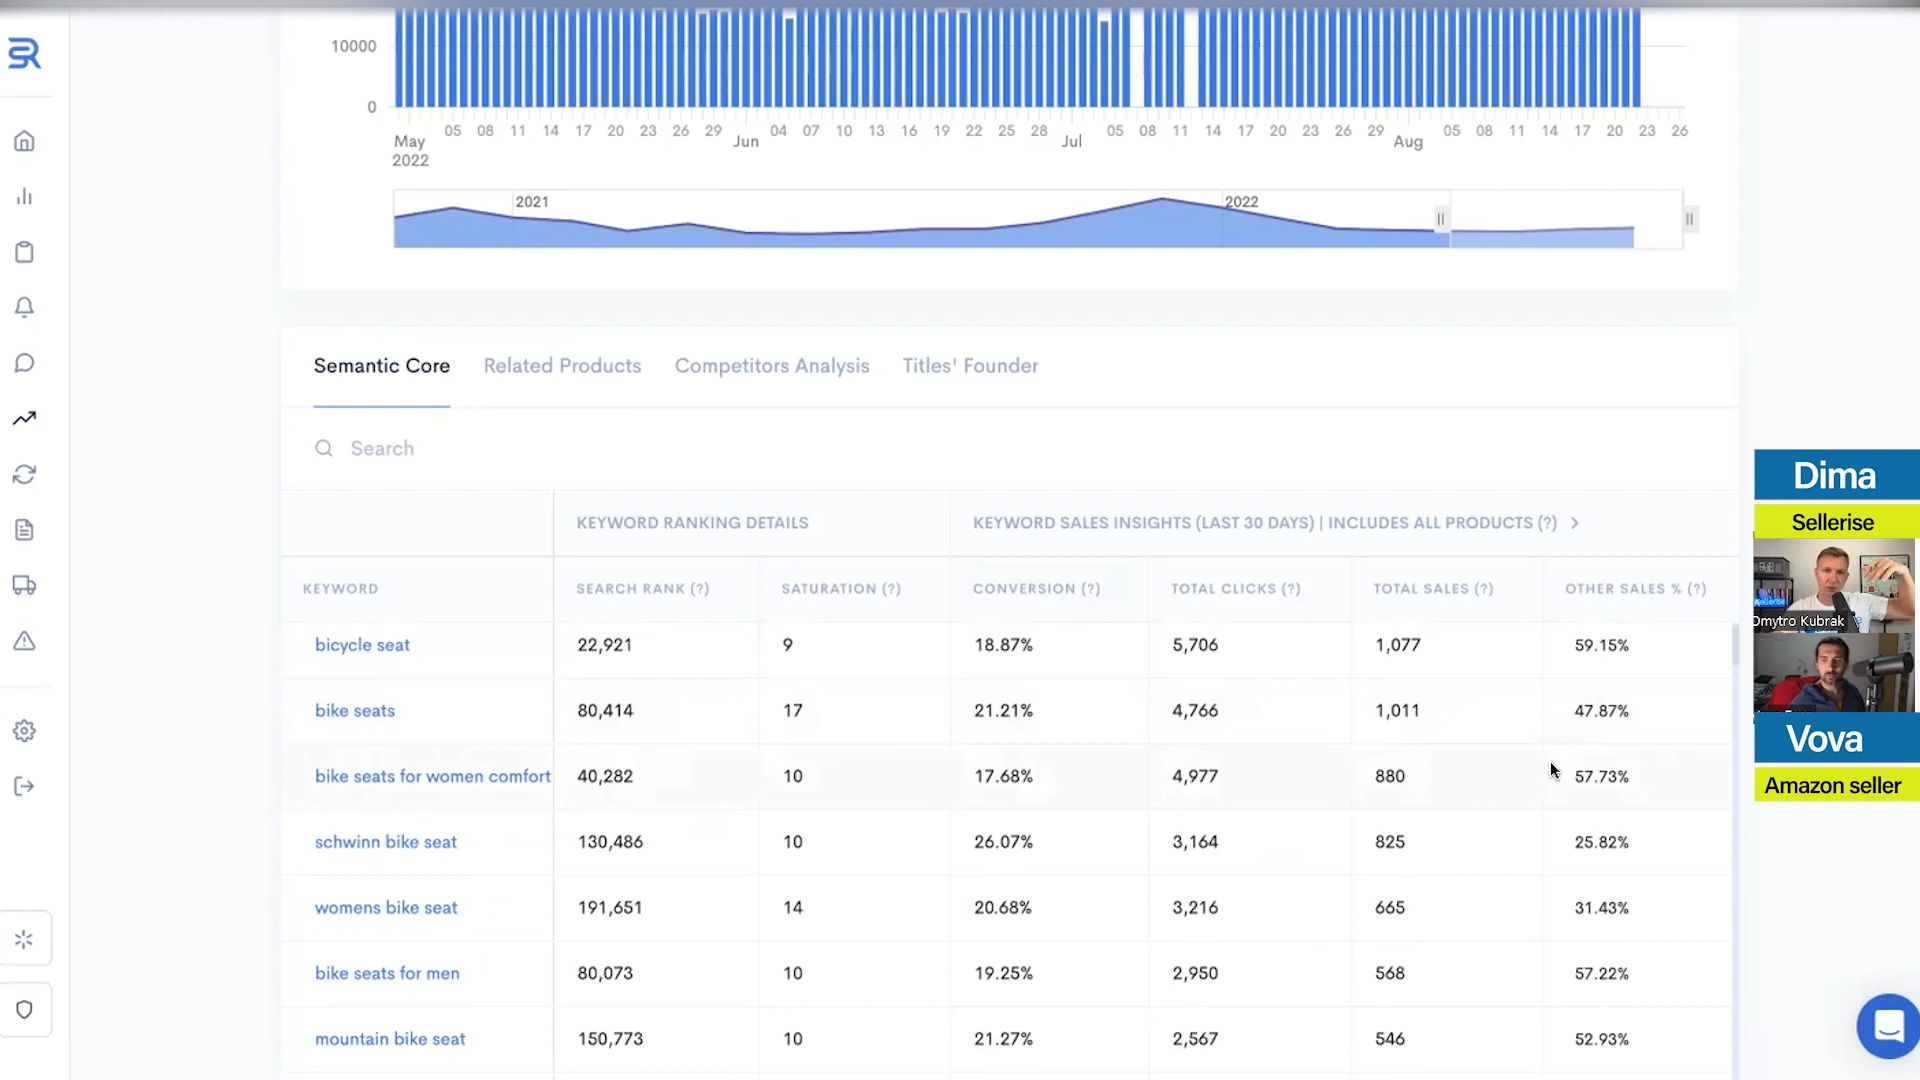 10000
0
05 08 11 14 17 20 23 26 29 04 07 10 13 16 19 22 25 28 05 08 11 14 17 20 23 26 29 05 08 11 14 17 20 23 26
May Jun Jul Aug
2022
2021 2022
Semantic Core Related Products Competitors Analysis Titles' Founder
Search
KEYWORD RANKING DETAILS KEYWORD SALES INSIGHTS (LAST 30 DAYS) | INCLUDES ALL PRODUCTS (?)
KEYWORD SEARCH RANK (?) SATURATION (?) CONVERSION (?) TOTAL CLICKS (?) TOTAL SALES (?) OTHER SALES % (?)
bicycle seat 22,921 9 18.87% 5,706 1,077 59.15%
bike seats 80,414 17 21.21% 4,766 1,011 47.87%
bike seats for women comfort 40,282 10 17.68% 4,977 880 57.73%
schwinn bike seat 130,486 10 26.07% 3,164 825 25.82%
womens bike seat 191,651 14 20.68% 3,216 665 31.43%
bike seats for men 80,073 10 19.25% 2,950 568 57.22%
mountain bike seat 150,773 10 21.27% 2,567 546 52.93%
Dima
Sellerise
Dmytro Kubrak
Vova
Amazon seller